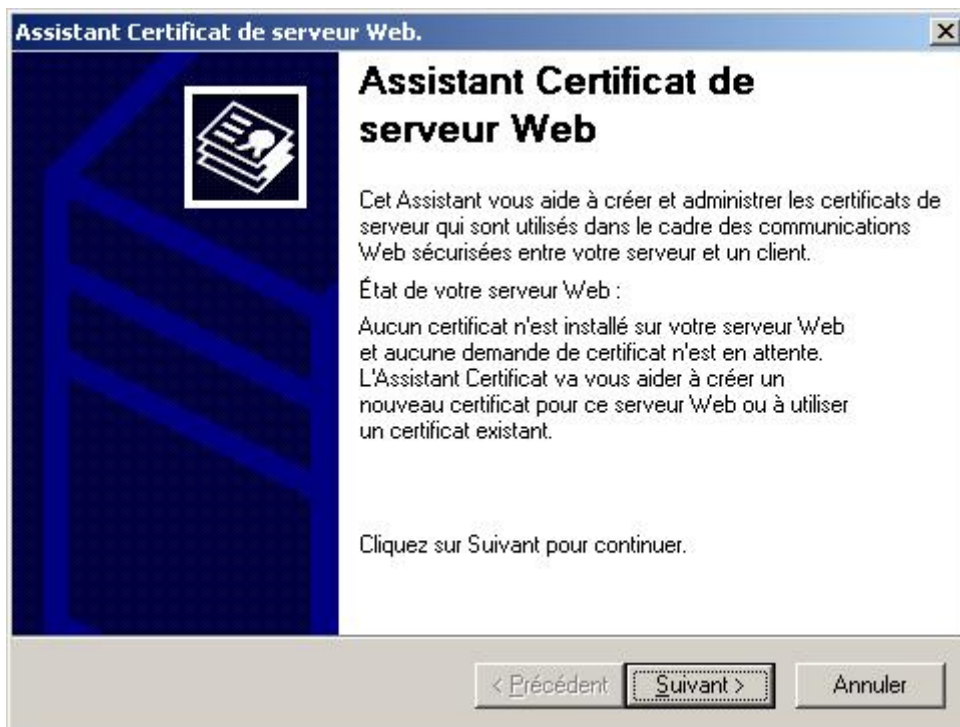 Assistant Certificat de serveur Web.
Assistant Certificat de
serveur Web
Cet Assistant vous aide à créer et administrer les certificats de
serveur qui sont utilisés dans le cadre des communications
Web sécurisées entre votre serveur et un client.
État de votre serveur Web :
Aucun certificat n'est installé sur votre serveur Web
et aucune demande de certificat n'est en attente.
L'Assistant Certificat va vous aider à créer un
nouveau certificat pour ce serveur Web ou à utiliser
un certificat existant.
Cliquez sur Suivant pour continuer.
< Précédent
Suivant >
Annuler